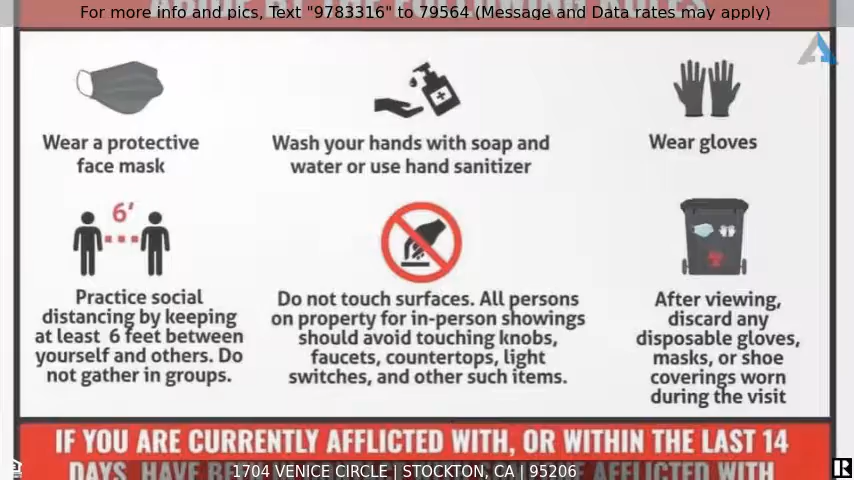 For more info and pics, Text "9783316" to 79564 (Message and Data rates may apply)
Wear a protective
face mask
Wash your hands with soap and
water or use hand sanitizer
Wear gloves
6'
Practice social
distancing by keeping
at least 6 feet between
yourself and others. Do
not gather in groups.
Do not touch surfaces. All persons
on property for in-person showings
should avoid touching knobs,
faucets, countertops, light
switches, and other such items.
After viewing,
discard any
disposable gloves,
masks, or shoe
coverings worn
during the visit
IF YOU ARE CURRENTLY AFFLICTED WITH, OR WITHIN THE LAST 14
DAYS, HAVE AFFLICTED WITH
1704 VENICE CIRCLE | STOCKTON, CA | 95206